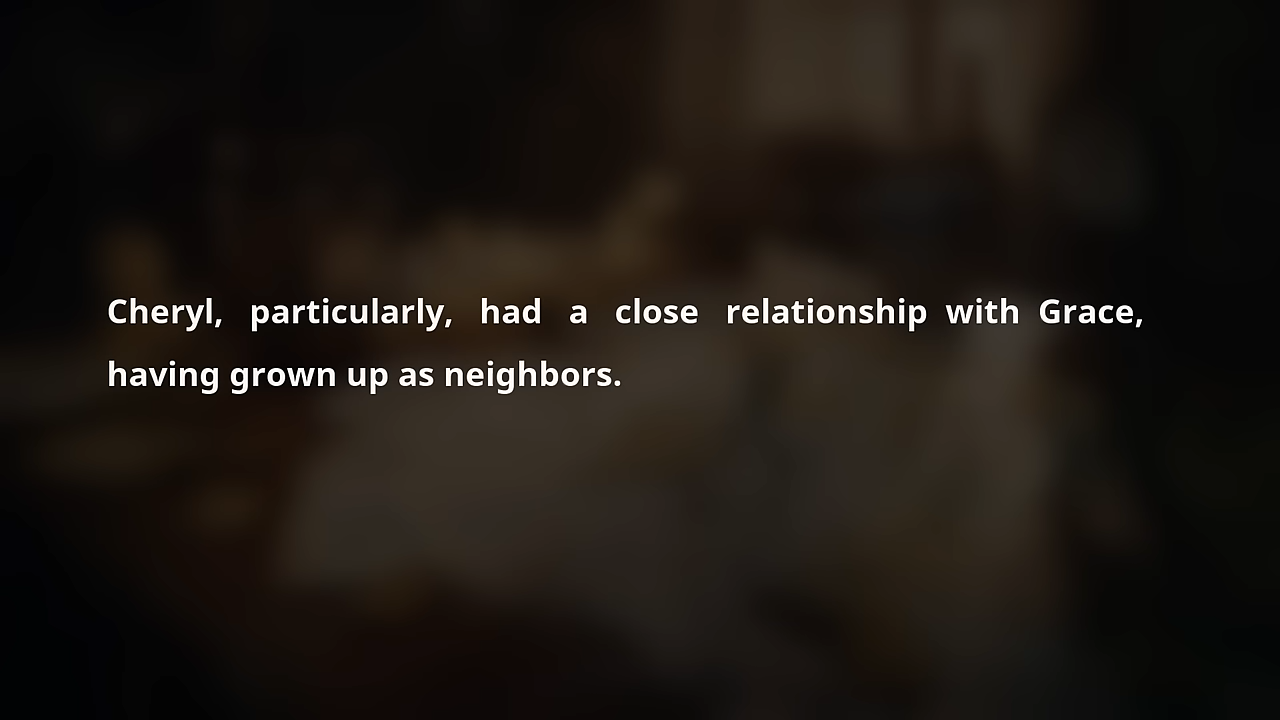 Cheryl, particularly, had a close relationship with Grace,
having grown up as neighbors.